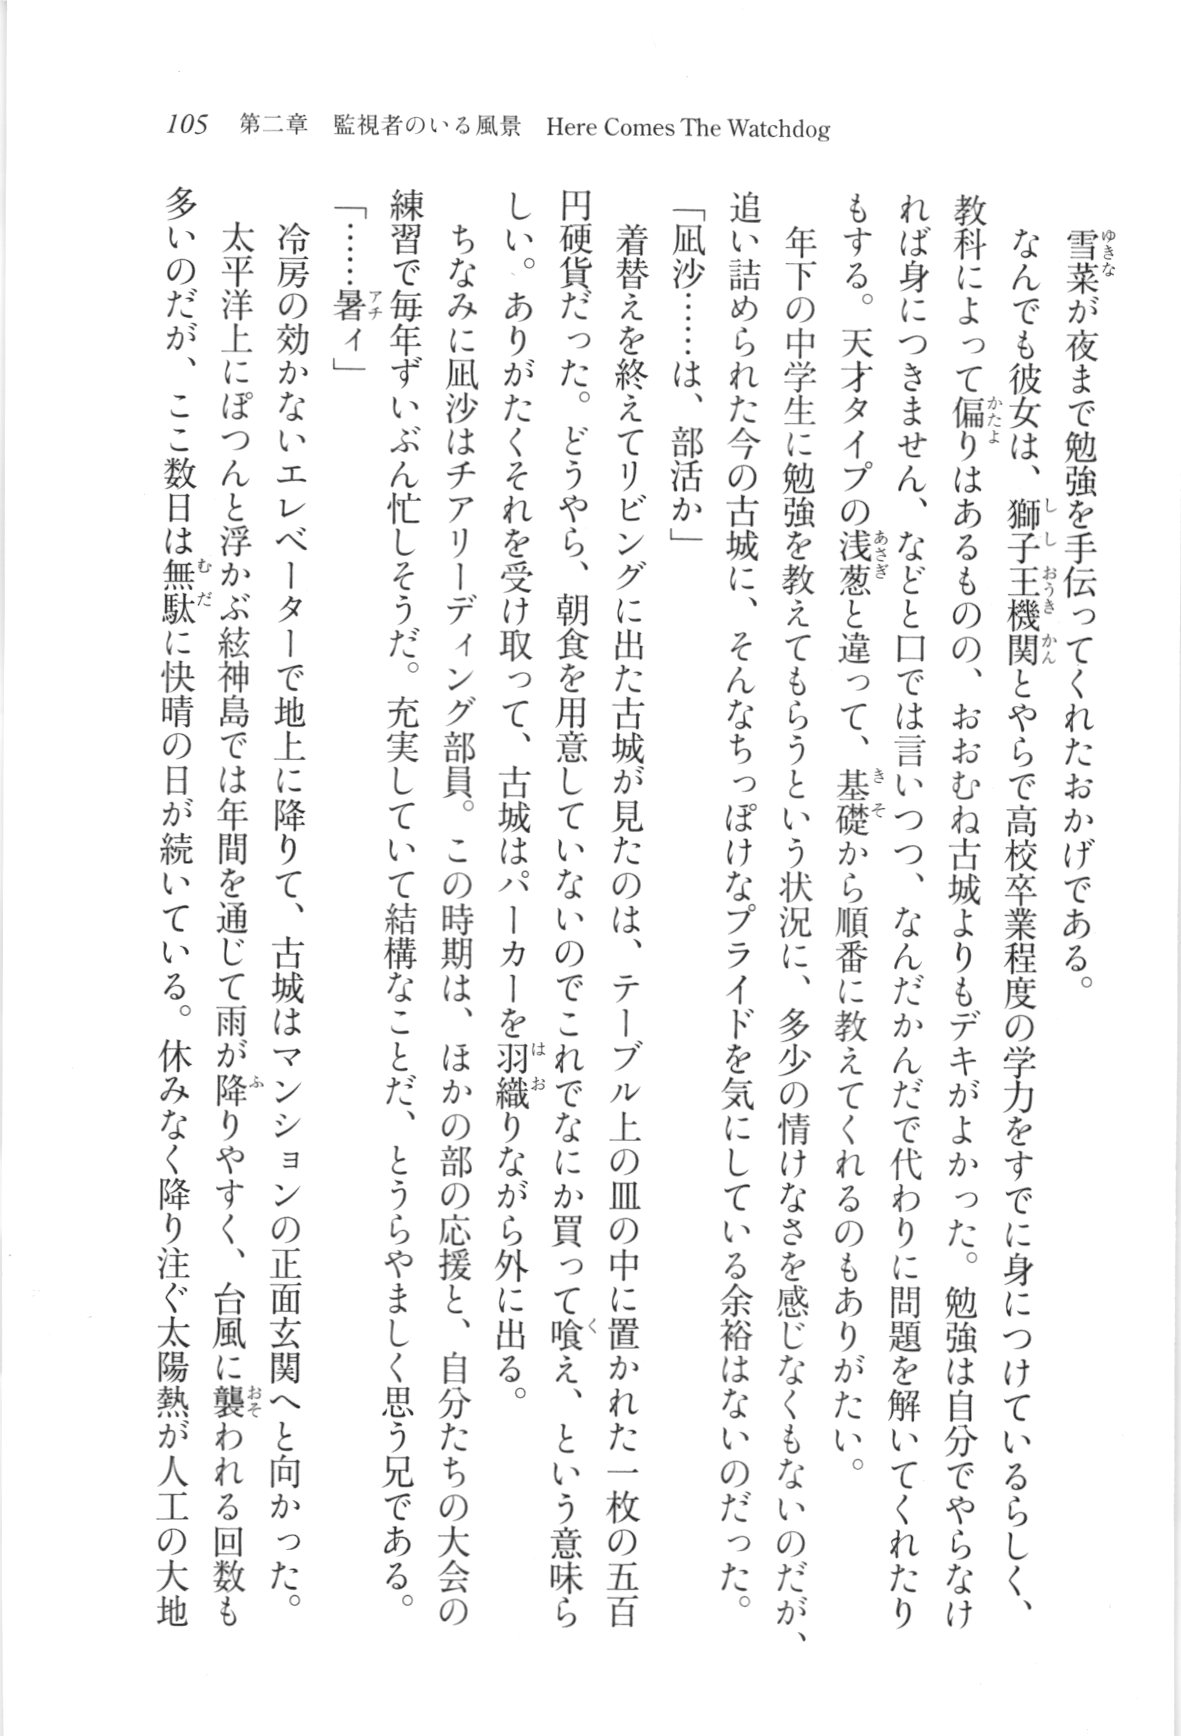 105　第二章　監視者のいる風景　Here Comes The Watchdog
　雪菜が夜まで勉強を手伝ってくれたおかげである。
　なんでも彼女は、獅子王機関とやらで高校卒業程度の学力をすでに身につけているらしく、
教科によって偏りはあるものの、おおむね古城よりもデキがよかった。勉強は自分でやらなけ
れば身につきません、などと口では言いつつ、なんだかんだで代わりに問題を解いてくれたり
もする。天才タイプの浅葱と違って、基礎から順番に教えてくれるのもありがたい。
　年下の中学生に勉強を教えてもらうという状況に、多少の情けなさを感じなくもないのだが、
追い詰められた今の古城に、そんなちっぽけなプライドを気にしている余裕はないのだった。
「凪沙……は、部活か」
　着替えを終えてリビングに出た古城が見たのは、テーブル上の皿の中に置かれた一枚の五百
円硬貨だった。どうやら、朝食を用意していないのでこれでなにか買って喰え、という意味ら
しい。ありがたくそれを受け取って、古城はパーカーを羽織りながら外に出る。
　ちなみに凪沙はチアリーディング部員。この時期は、ほかの部の応援と、自分たちの大会の
練習で毎年ずいぶん忙しそうだ。充実していて結構なことだ、とうらやましく思う兄である。
「……暑ィ」
　冷房の効かないエレベーターで地上に降りて、古城はマンションの正面玄関へと向かった。
　太平洋上にぽつんと浮かぶ絃神島では年間を通じて雨が降りやすく、台風に襲われる回数も
多いのだが、ここ数日は無駄に快晴の日が続いている。休みなく降り注ぐ太陽熱が人工の大地